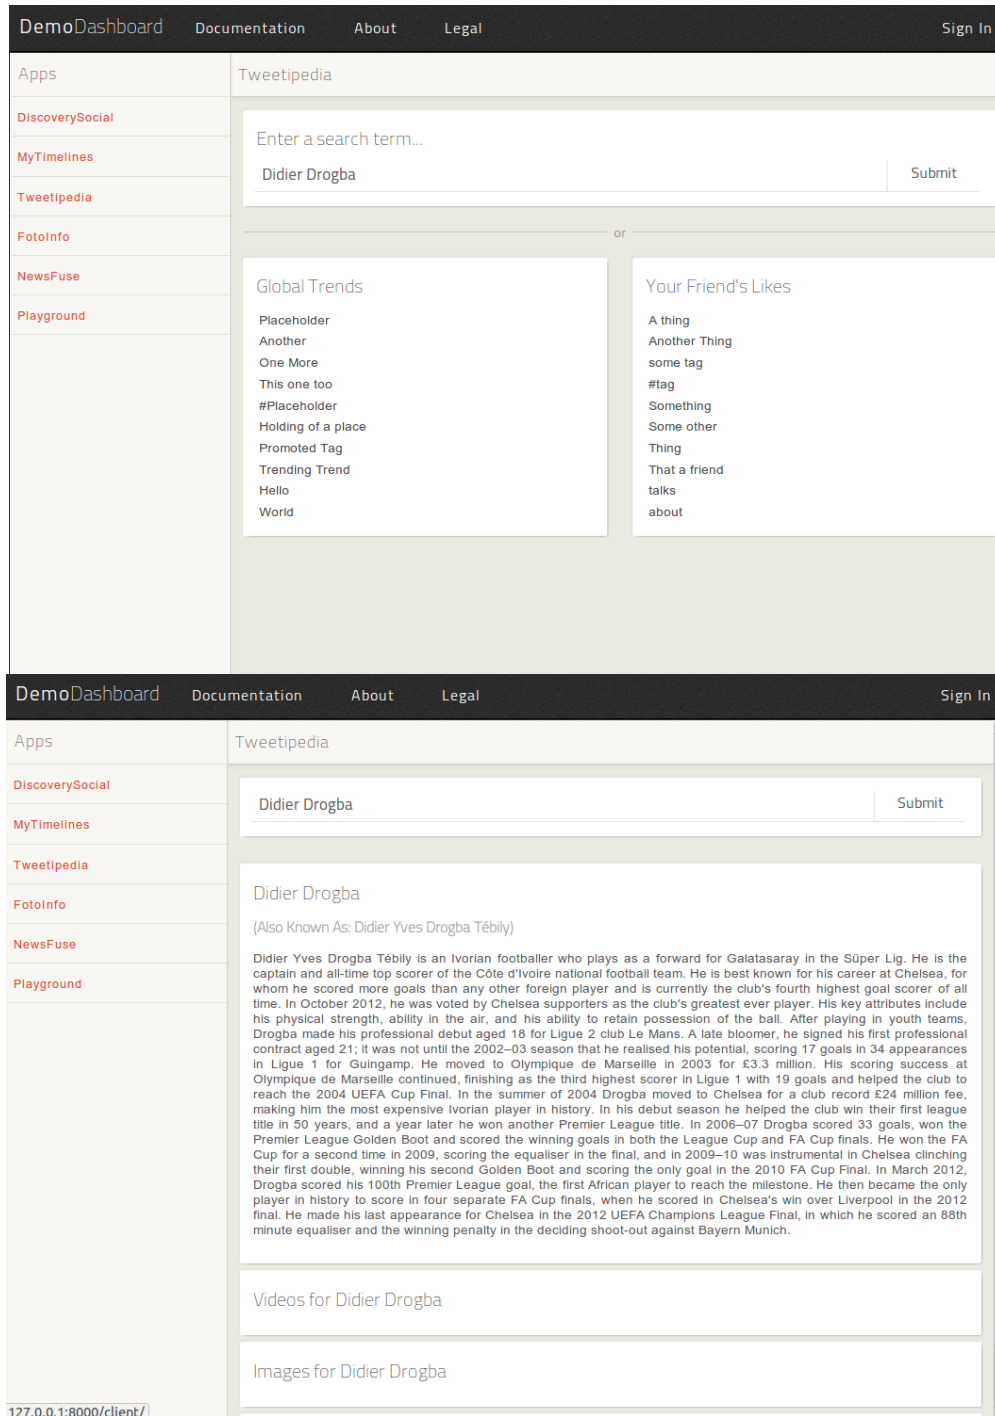 DemoDashboard Documentation About Legal Sign In
Apps
Tweetipedia
DiscoverySocial
MyTimelines
Tweetipedia
FotoInfo
NewsFuse
Playground
Enter a search term...
Didier Drogba Submit
or
Global Trends
Placeholder
Another
One More
This one too
#Placeholder
Holding of a place
Promoted Tag
Trending Trend
Hello
World
Your Friend's Likes
A thing
Another Thing
some tag
#tag
Something
Some other
Thing
That a friend
talks
about
DemoDashboard Documentation About Legal Sign In
Apps
Tweetipedia
DiscoverySocial
MyTimelines
Tweetipedia
FotoInfo
NewsFuse
Playground
Didier Drogba Submit
Didier Drogba
(Also Known As: Didier Yves Drogba Tébily)
Didier Yves Drogba Tébily is an Ivorian footballer who plays as a forward for Galatasaray in the Süper Lig. He is the
captain and all-time top scorer of the Côte d'Ivoire national football team. He is best known for his career at Chelsea, for
whom he scored more goals than any other foreign player and is currently the club's fourth highest goal scorer of all
time. In October 2012, he was voted by Chelsea supporters as the club's greatest ever player. His key attributes include
his physical strength, ability in the air, and his ability to retain possession of the ball. After playing in youth teams,
Drogba made his professional debut aged 18 for Ligue 2 club Le Mans. A late bloomer, he signed his first professional
contract aged 21; it was not until the 2002–03 season that he realised his potential, scoring 17 goals in 34 appearances
in Ligue 1 for Guingamp. He moved to Olympique de Marseille in 2003 for £3.3 million. His scoring success at
Olympique de Marseille continued, finishing as the third highest scorer in Ligue 1 with 19 goals and helped the club to
reach the 2004 UEFA Cup Final. In the summer of 2004 Drogba moved to Chelsea for a club record £24 million fee,
making him the most expensive Ivorian player in history. In his debut season he helped the club win their first league
title in 50 years, and a year later he won another Premier League title. In 2006–07 Drogba scored 33 goals, won the
Premier League Golden Boot and scored the winning goals in both the League Cup and FA Cup finals. He won the FA
Cup for a second time in 2009, scoring the equaliser in the final, and in 2009–10 was instrumental in Chelsea clinching
their first double, winning his second Golden Boot and scoring the only goal in the 2010 FA Cup Final. In March 2012,
Drogba scored his 100th Premier League goal, the first African player to reach the milestone. He then became the only
player in history to score in four separate FA Cup finals, when he scored in Chelsea's win over Liverpool in the 2012
final. He made his last appearance for Chelsea in the 2012 UEFA Champions League Final, in which he scored an 88th
minute equaliser and the winning penalty in the deciding shoot-out against Bayern Munich.
Videos for Didier Drogba
Images for Didier Drogba
127.0.0.1:8000/client/